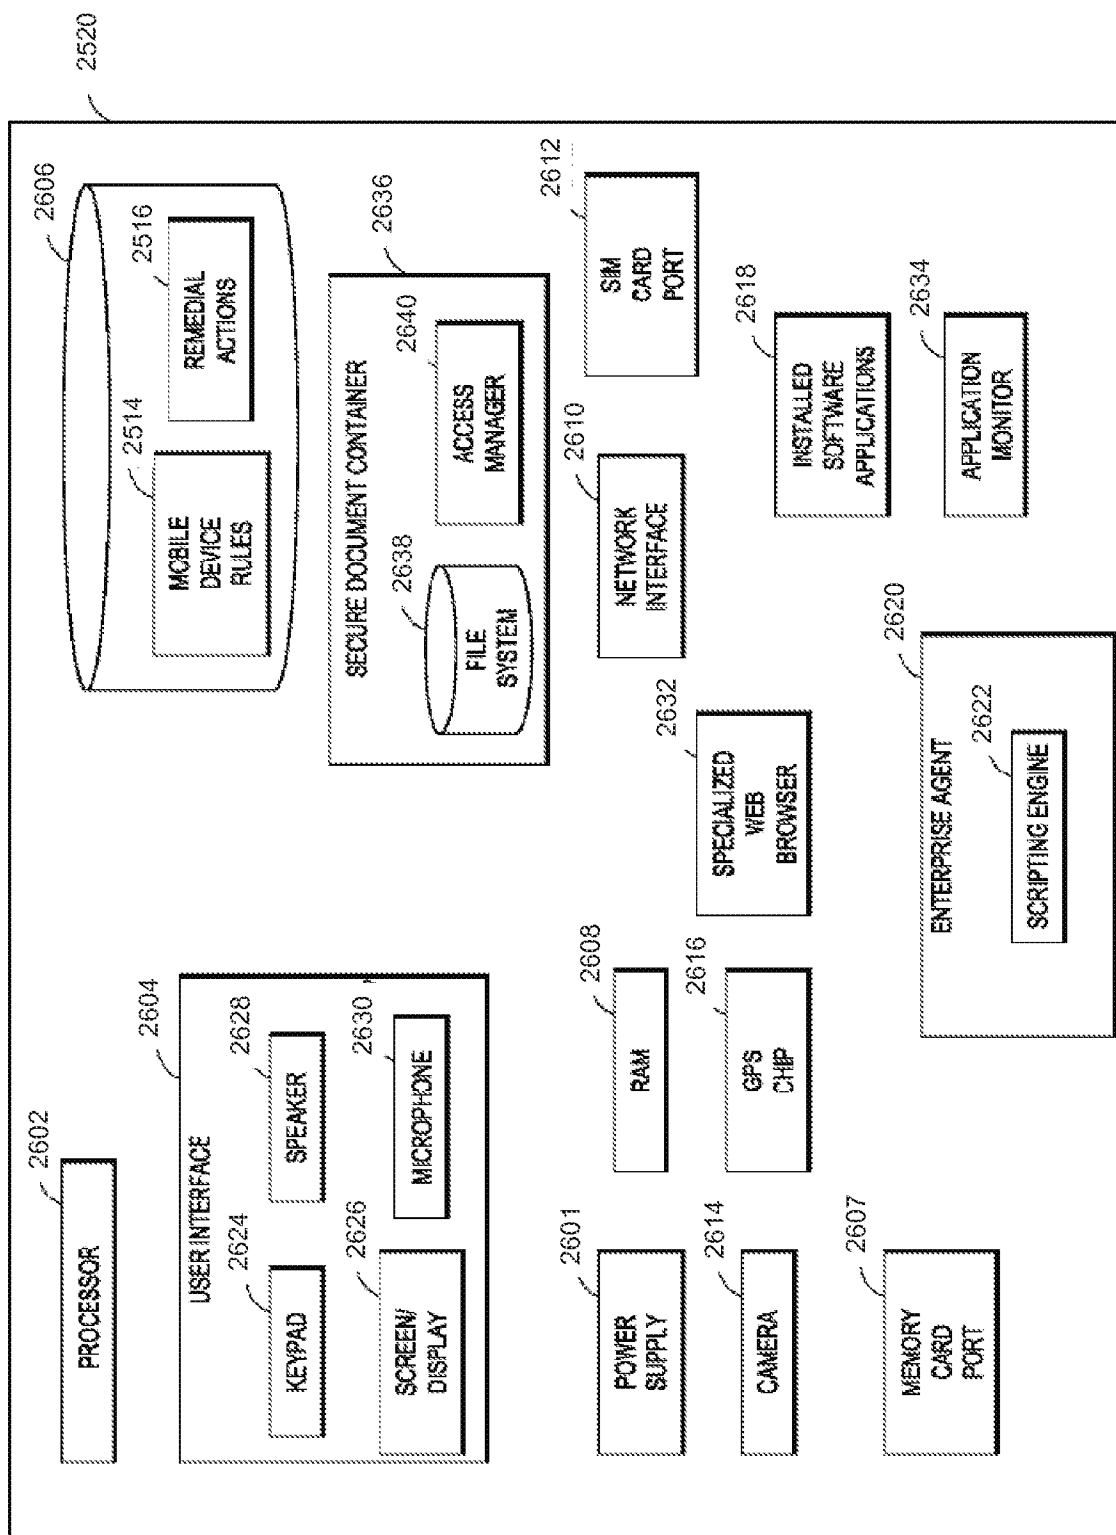 2520
PROCESSOR
2602
USER INTERFACE
2604
KEYPAD
2624
SPEAKER
2628
SCREEN/
DISPLAY
2626
MICROPHONE
2630
2606
MOBILE
DEVICE
RULES
2514
REMEDIAL
ACTIONS
2516
SECURE DOCUMENT CONTAINER
2636
FILE
SYSTEM
2638
ACCESS
MANAGER
2640
POWER
SUPPLY
2601
RAM
2608
NETWORK
INTERFACE
2610
SIM
CARD
PORT
2612
CAMERA
2614
GPS
CHIP
2616
SPECIALIZED
WEB
BROWSER
2632
INSTALLED
SOFTWARE
APPLICATIONS
2618
MEMORY
CARD
PORT
2607
ENTERPRISE AGENT
2620
SCRIPTING ENGINE
2622
APPLICATION
MONITOR
2634